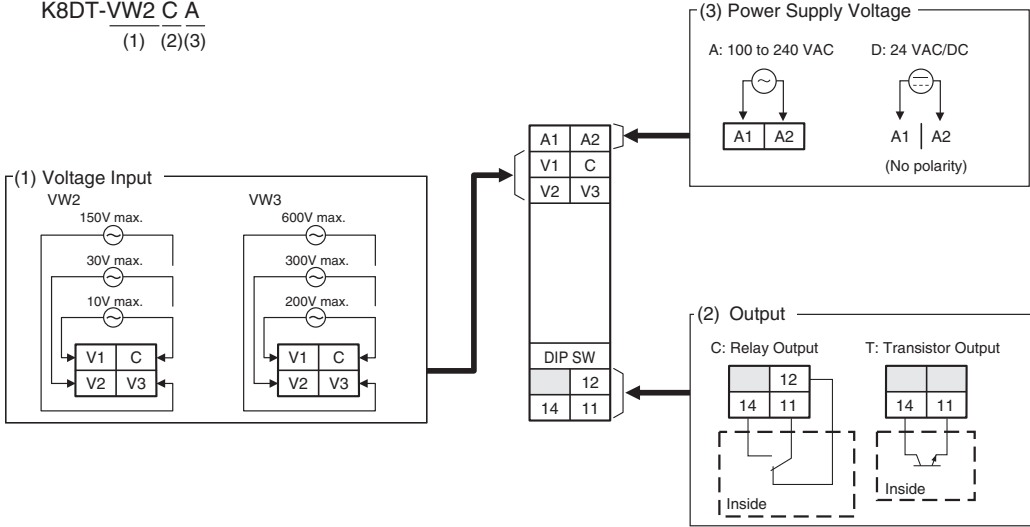 K8DT-VW2 C A
(1) (2)(3)
(3) Power Supply Voltage
A: 100 to 240 VAC
D: 24 VAC/DC
A1 A2
A1 A2
(No polarity)
A1 A2
V1 C
V2 V3
DIP SW
12
14 11
(1) Voltage Input
VW2
150V max.
30V max.
10V max.
V1 C
V2 V3
VW3
600V max.
300V max.
200V max.
V1 C
V2 V3
(2) Output
C: Relay Output
12
14 11
Inside
T: Transistor Output
14 11
Inside